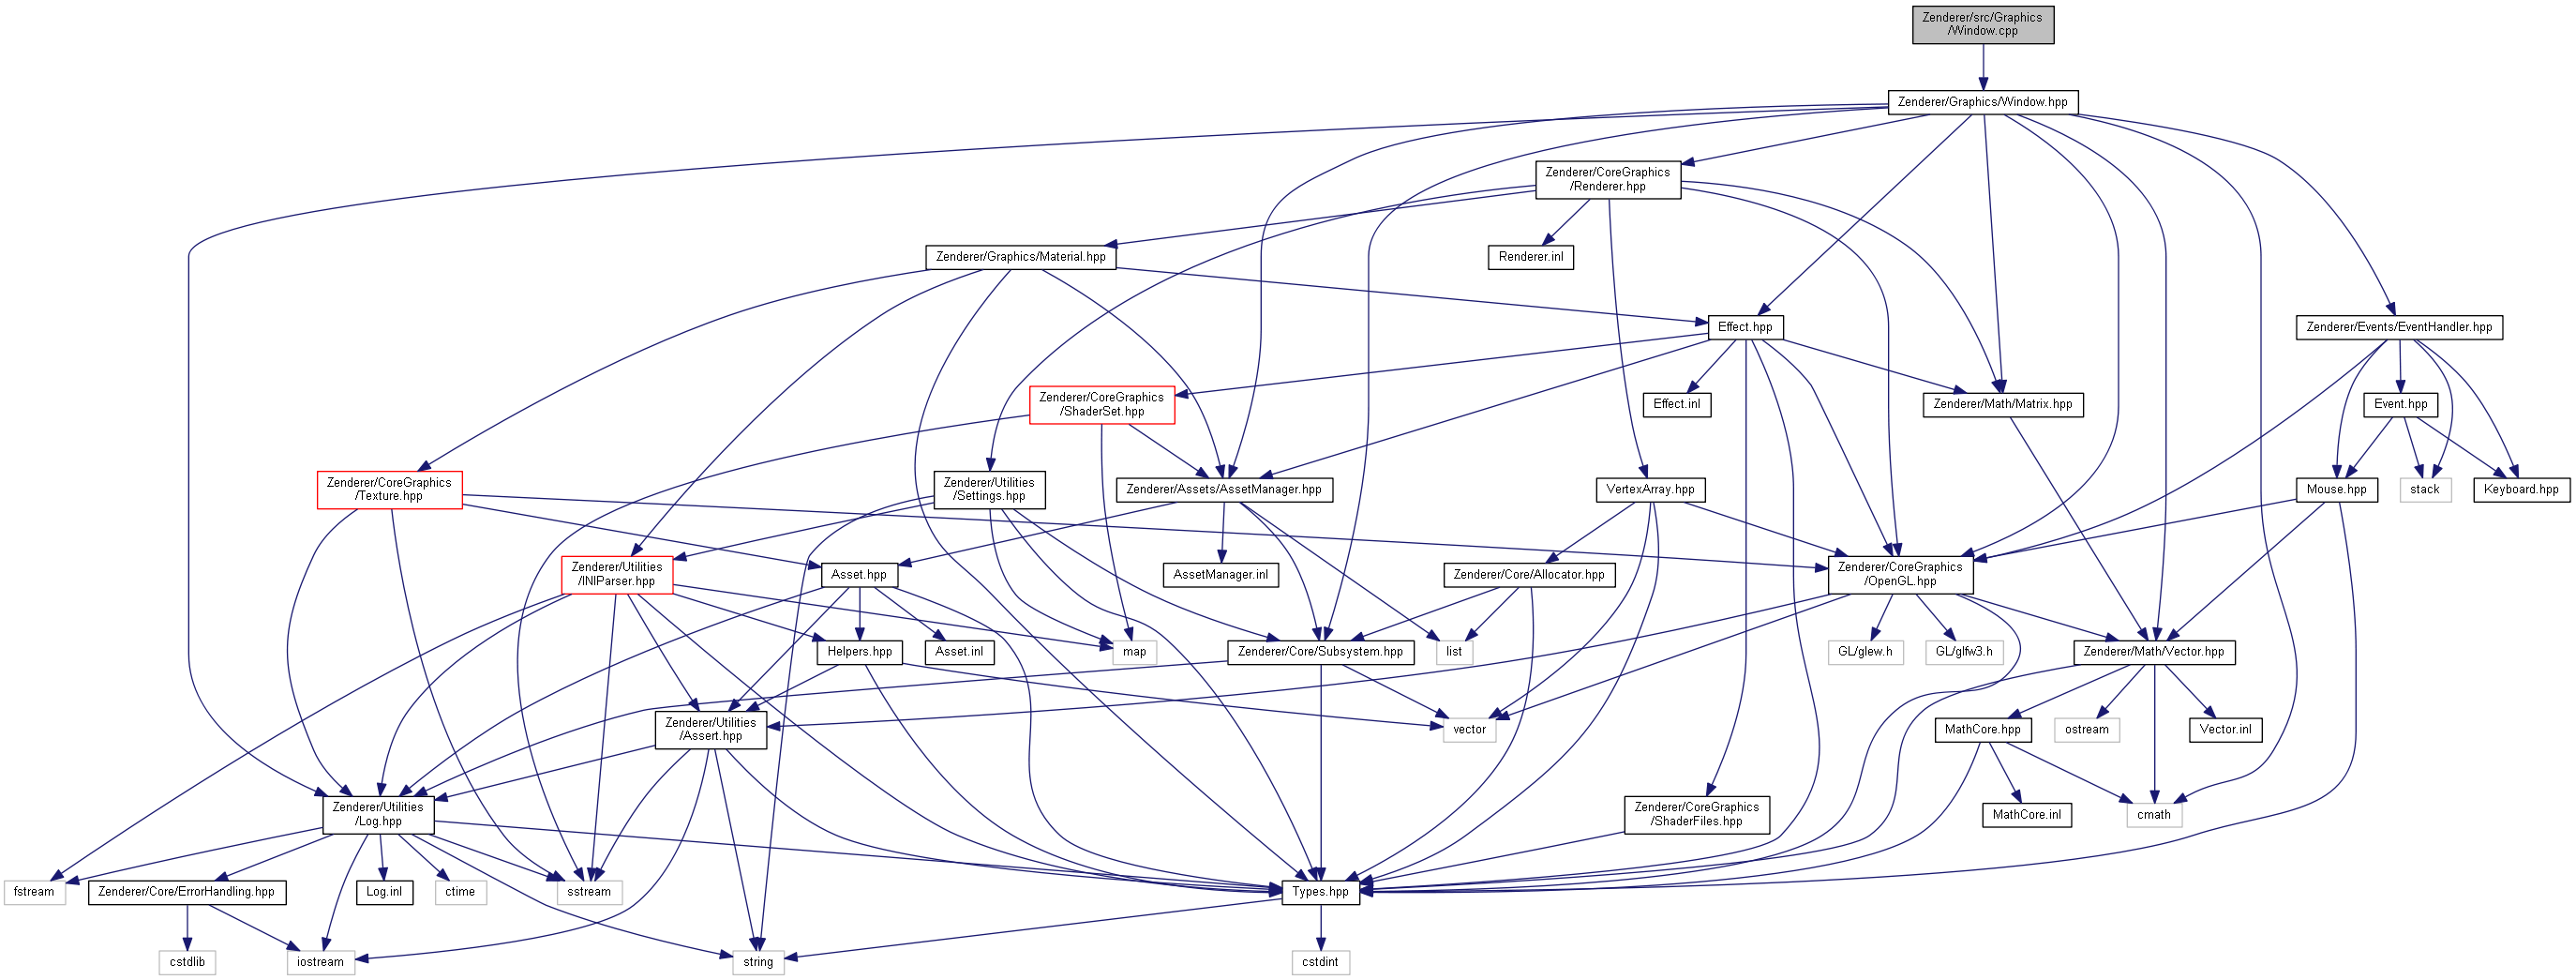 Zenderer/src/Graphics
/Window.cpp
Zenderer/Graphics/Window.hpp
Zenderer/CoreGraphics
/Renderer.hpp
Zenderer/Graphics/Material.hpp
Renderer.inl
Effect.hpp
Zenderer/Events/EventHandler.hpp
Zenderer/CoreGraphics
/ShaderSet.hpp
Effect.inl
Zenderer/Math/Matrix.hpp
Event.hpp
Zenderer/CoreGraphics
/Texture.hpp
Zenderer/Utilities
/Settings.hpp
Zenderer/Assets/AssetManager.hpp
VertexArray.hpp
Mouse.hpp
stack
Keyboard.hpp
Zenderer/Utilities
/INIParser.hpp
Asset.hpp
AssetManager.inl
Zenderer/Core/Allocator.hpp
Zenderer/CoreGraphics
/OpenGL.hpp
Helpers.hpp
Asset.inl
map
Zenderer/Core/Subsystem.hpp
list
GL/glew.h
GL/glfw3.h
Zenderer/Math/Vector.hpp
Zenderer/Utilities
/Assert.hpp
vector
MathCore.hpp
ostream
Vector.inl
Zenderer/Utilities
/Log.hpp
Zenderer/CoreGraphics
/ShaderFiles.hpp
MathCore.inl
cmath
fstream
Zenderer/Core/ErrorHandling.hpp
Log.inl
ctime
sstream
Types.hpp
cstdlib
iostream
string
cstdint